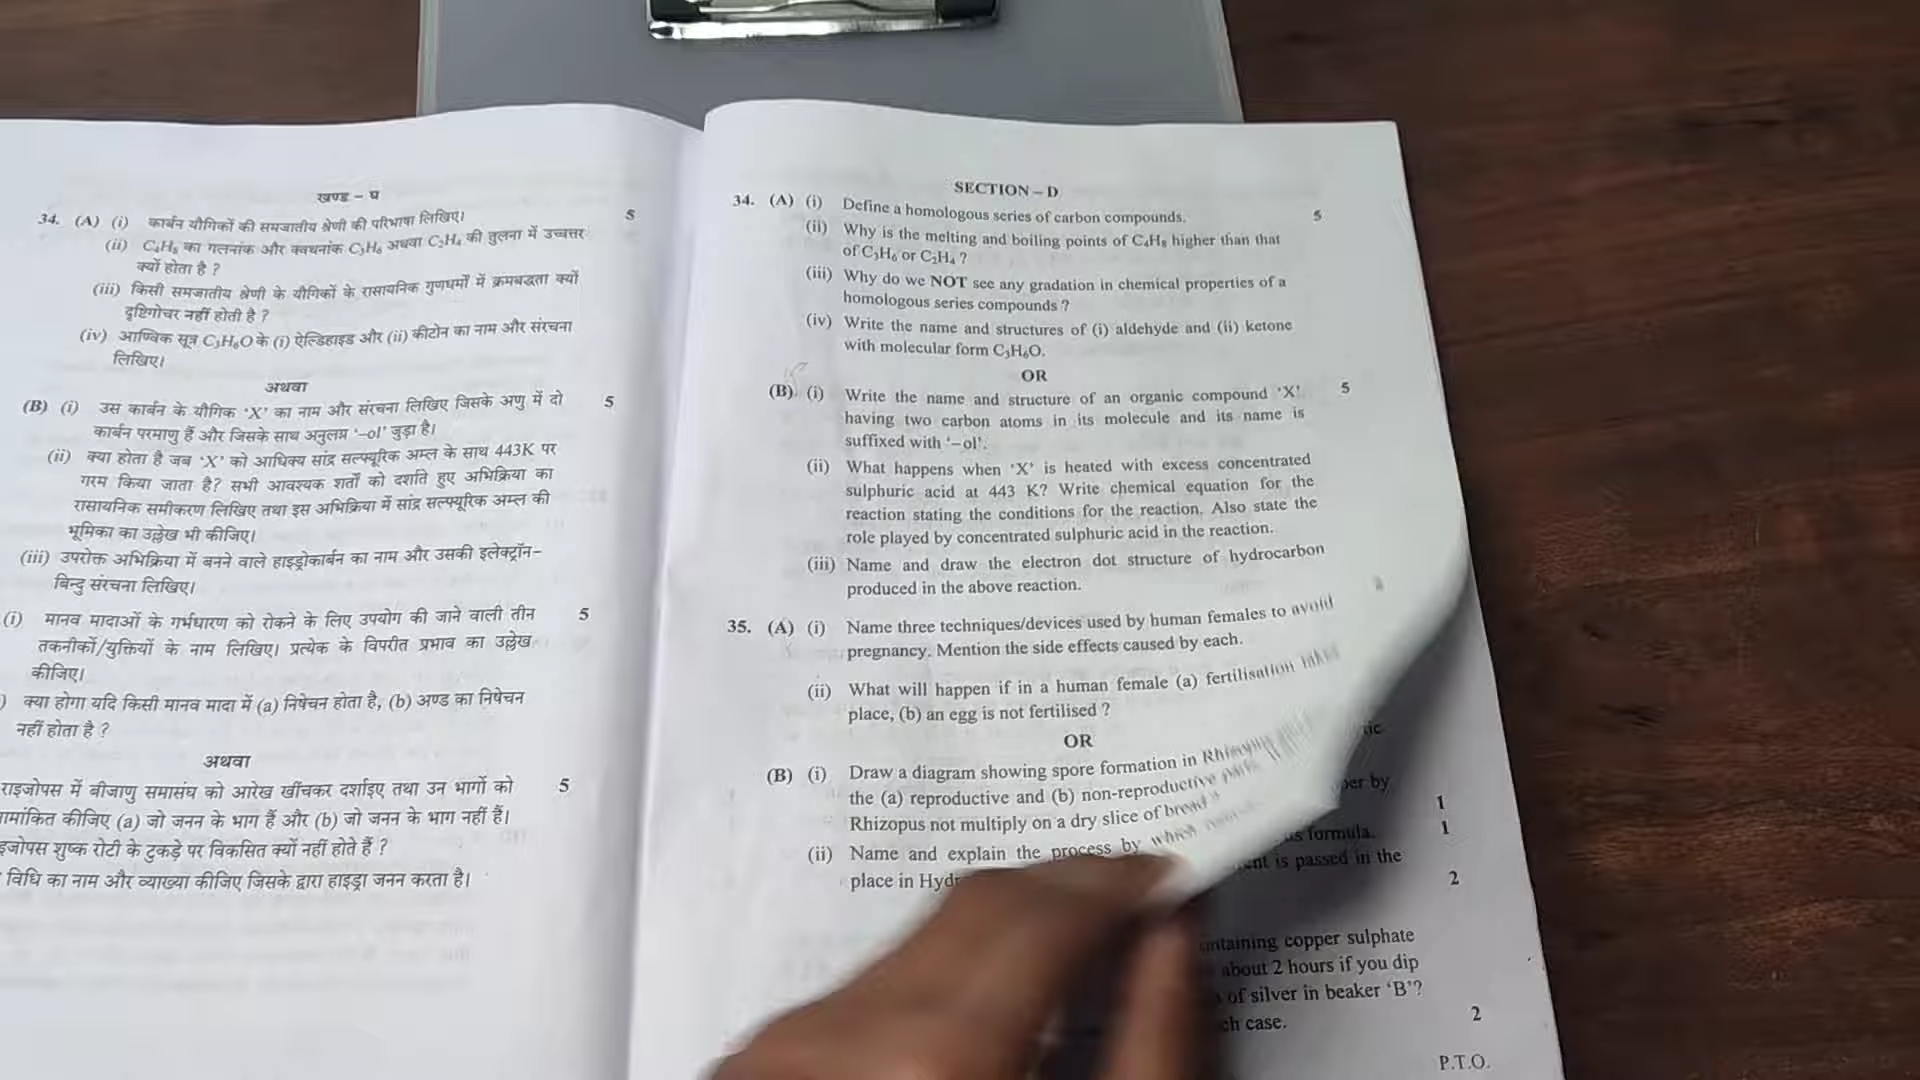 खण्ड – घ
34. (A) (i) कार्बन यौगिकों की समजातीय श्रेणी की परिभाषा लिखिए। 5
(ii) C₄H₈ का गलनांक और क्वथनांक C₃H₆ अथवा C₂H₄ की तुलना में उच्चतर
क्यों होता है ?
(iii) किसी समजातीय श्रेणी के यौगिकों के रासायनिक गुणधर्मों में क्रमबद्धता क्यों
दृष्टिगोचर नहीं होती है ?
(iv) आण्विक सूत्र C₃H₆O के (i) ऐल्डिहाइड और (ii) कीटोन का नाम और संरचना
लिखिए।
अथवा
(B) (i) उस कार्बन के यौगिक ‘X’ का नाम और संरचना लिखिए जिसके अणु में दो 5
कार्बन परमाणु हैं और जिसके साथ अनुलग्न ‘–ol’ जुड़ा है।
(ii) क्या होता है जब ‘X’ को आधिक्य सांद्र सल्फ्यूरिक अम्ल के साथ 443K पर
गरम किया जाता है? सभी आवश्यक शर्तों को दर्शाते हुए अभिक्रिया का
रासायनिक समीकरण लिखिए तथा इस अभिक्रिया में सांद्र सल्फ्यूरिक अम्ल की
भूमिका का उल्लेख भी कीजिए।
(iii) उपरोक्त अभिक्रिया में बनने वाले हाइड्रोकार्बन का नाम और उसकी इलेक्ट्रॉन–
बिन्दु संरचना लिखिए।
(i) मानव मादाओं के गर्भधारण को रोकने के लिए उपयोग की जाने वाली तीन 5
तकनीकों/युक्तियों के नाम लिखिए। प्रत्येक के विपरीत प्रभाव का उल्लेख
कीजिए।
) क्या होगा यदि किसी मानव मादा में (a) निषेचन होता है, (b) अण्ड का निषेचन
नहीं होता है ?
अथवा
राइजोपस में बीजाणु समासंघ को आरेख खींचकर दर्शाइए तथा उन भागों को 5
नामांकित कीजिए (a) जो जनन के भाग हैं और (b) जो जनन के भाग नहीं हैं।
इजोपस शुष्क रोटी के टुकड़े पर विकसित क्यों नहीं होते हैं ?
विधि का नाम और व्याख्या कीजिए जिसके द्वारा हाइड्रा जनन करता है।
SECTION – D
34. (A) (i) Define a homologous series of carbon compounds. 5
(ii) Why is the melting and boiling points of C₄H₈ higher than that
of C₃H₆ or C₂H₄ ?
(iii) Why do we NOT see any gradation in chemical properties of a
homologous series compounds ?
(iv) Write the name and structures of (i) aldehyde and (ii) ketone
with molecular form C₃H₆O.
OR
(B) (i) Write the name and structure of an organic compound ‘X’ 5
having two carbon atoms in its molecule and its name is
suffixed with ‘–ol’.
(ii) What happens when ‘X’ is heated with excess concentrated
sulphuric acid at 443 K? Write chemical equation for the
reaction stating the conditions for the reaction. Also state the
role played by concentrated sulphuric acid in the reaction.
(iii) Name and draw the electron dot structure of hydrocarbon
produced in the above reaction.
35. (A) (i) Name three techniques/devices used by human females to avoid
pregnancy. Mention the side effects caused by each.
(ii) What will happen if in a human female (a) fertilisation takes
place, (b) an egg is not fertilised ?
OR
(B) (i) Draw a diagram showing spore formation in Rhizopus
the (a) reproductive and (b) non-reproductive parts.
Rhizopus not multiply on a dry slice of bread
(ii) Name and explain the process by which
place in Hyd
per by
1
us formula. 1
ent is passed in the
2
ntaining copper sulphate
about 2 hours if you dip
of silver in beaker ‘B’?
ch case.
2
P.T.O.